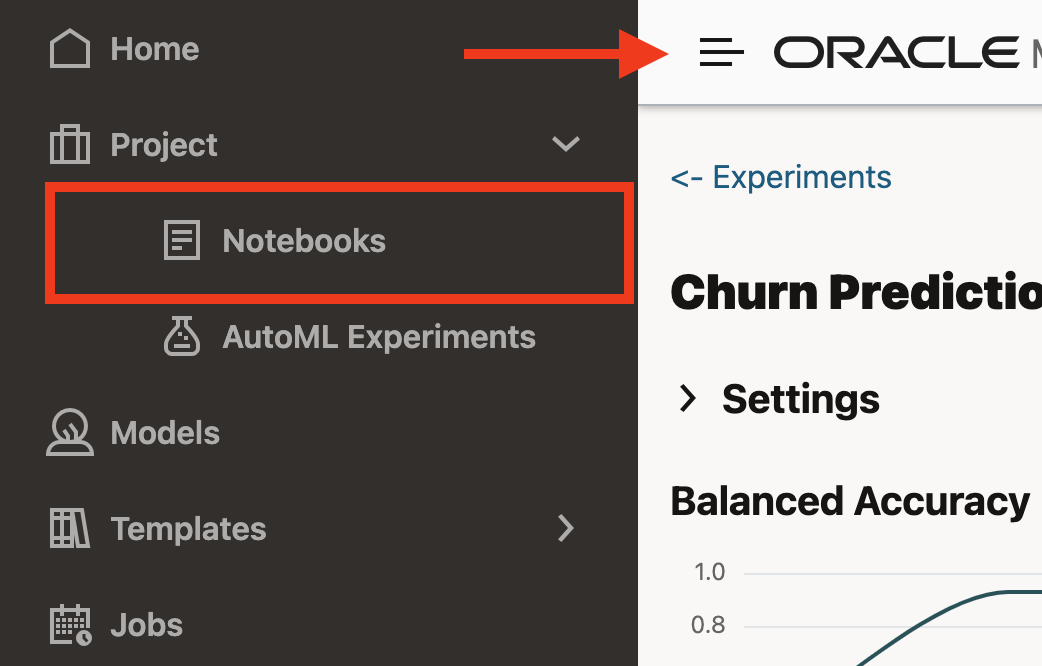 Home
Project
Notebooks
AutoML Experiments
Models
Templates
Jobs
ORACLE
<- Experiments
Churn Predictio
Settings
Balanced Accuracy
1.0
0.8